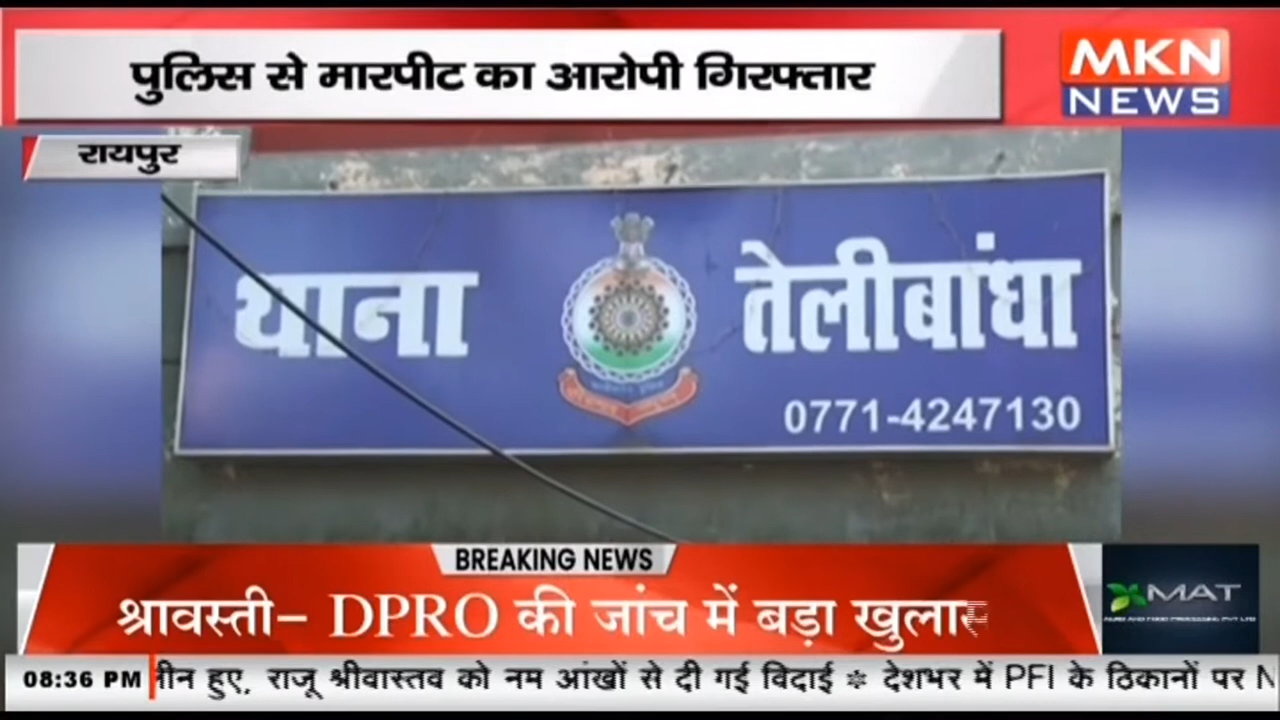 पुलिस से मारपीट का आरोपी गिरफ्तार
MKN
NEWS
रायपुर
थाना तेलीबांधा
0771-4247130
BREAKING NEWS
श्रावस्ती- DPRO की जांच में बड़ा
MAT
08:36 PM हुए, राजू श्रीवास्तव को नम आंखों से दी गई विदाई * देशभर में PFI के ठिकानों पर